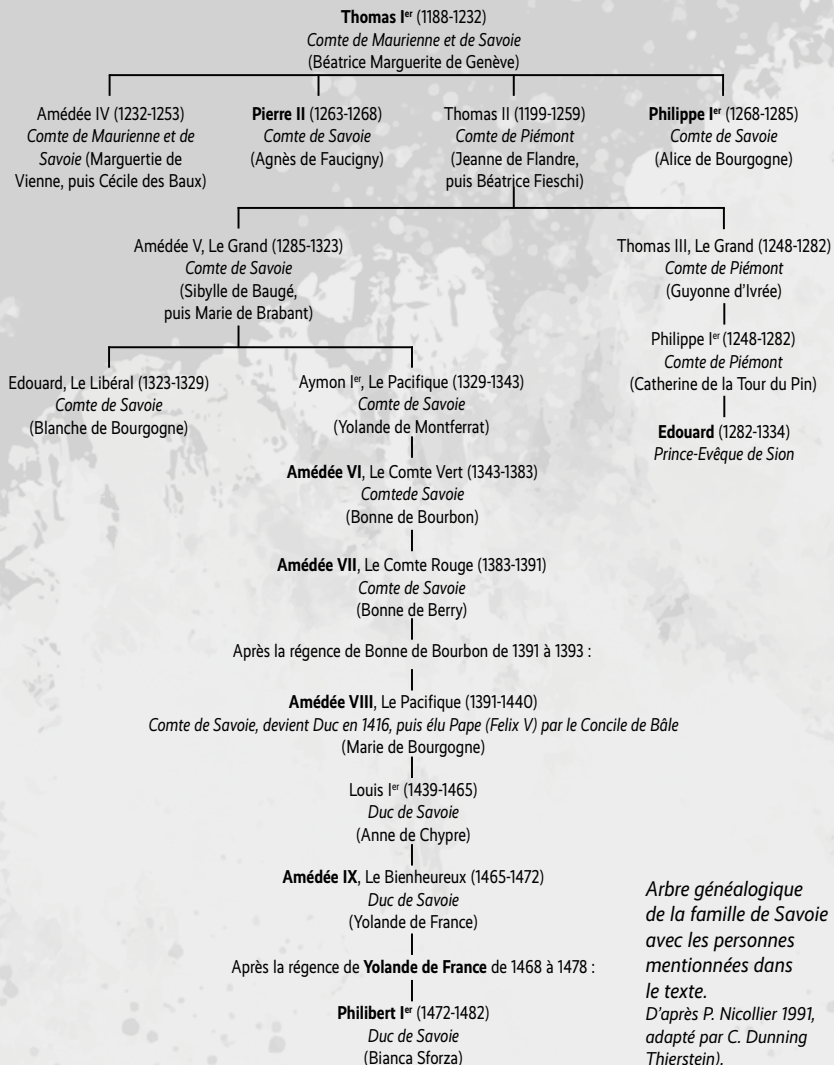 Thomas Ier (1188-1232)
Comte de Maurienne et de Savoie
(Béatrice Marguerite de Genève)
Amédée IV (1232-1253)
Comte de Maurienne et de
Savoie (Marguertie de
Vienne, puis Cécile des Baux)
Pierre II (1263-1268)
Comte de Savoie
(Agnès de Faucigny)
Thomas II (1199-1259)
Comte de Piémont
(Jeanne de Flandre,
puis Béatrice Fieschi)
Philippe Ier (1268-1285)
Comte de Savoie
(Alice de Bourgogne)
Amédée V, Le Grand (1285-1323)
Comte de Savoie
(Sibylle de Baugé,
puis Marie de Brabant)
Thomas III, Le Grand (1248-1282)
Comte de Piémont
(Guyonne d'Ivrée)
Philippe Ier (1248-1282)
Comte de Piémont
(Catherine de la Tour du Pin)
Edouard (1282-1334)
Prince-Evêque de Sion
Edouard, Le Libéral (1323-1329)
Comte de Savoie
(Blanche de Bourgogne)
Aymon Ier, Le Pacifique (1329-1343)
Comte de Savoie
(Yolande de Montferrat)
Amédée VI, Le Comte Vert (1343-1383)
Comtede Savoie
(Bonne de Bourbon)
Amédée VII, Le Comte Rouge (1383-1391)
Comte de Savoie
(Bonne de Berry)
Après la régence de Bonne de Bourbon de 1391 à 1393 :
Amédée VIII, Le Pacifique (1391-1440)
Comte de Savoie, devient Duc en 1416, puis élu Pape (Felix V) par le Concile de Bâle
(Marie de Bourgogne)
Louis Ier (1439-1465)
Duc de Savoie
(Anne de Chypre)
Amédée IX, Le Bienheureux (1465-1472)
Duc de Savoie
(Yolande de France)
Après la régence de Yolande de France de 1468 à 1478 :
Philibert Ier (1472-1482)
Duc de Savoie
(Bianca Sforza)
Arbre généalogique
de la famille de Savoie
avec les personnes
mentionnées dans
le texte.
D'après P. Nicollier 1991,
adapté par C. Dunning
Thierstein).